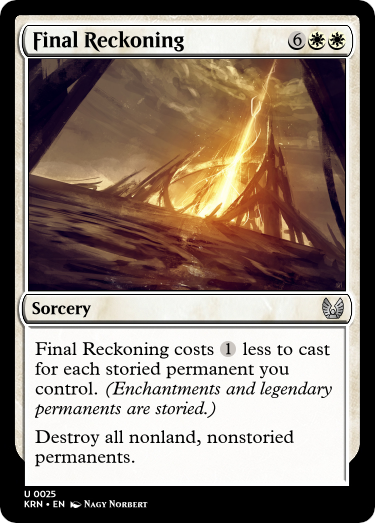 Final Reckoning 6
Sorcery
Final Reckoning costs 1 less to cast
for each storied permanent you
control. (Enchantments and legendary
permanents are storied.)
Destroy all nonland, nonstoried
permanents.
U 0025
KRN • EN Nagy Norbert